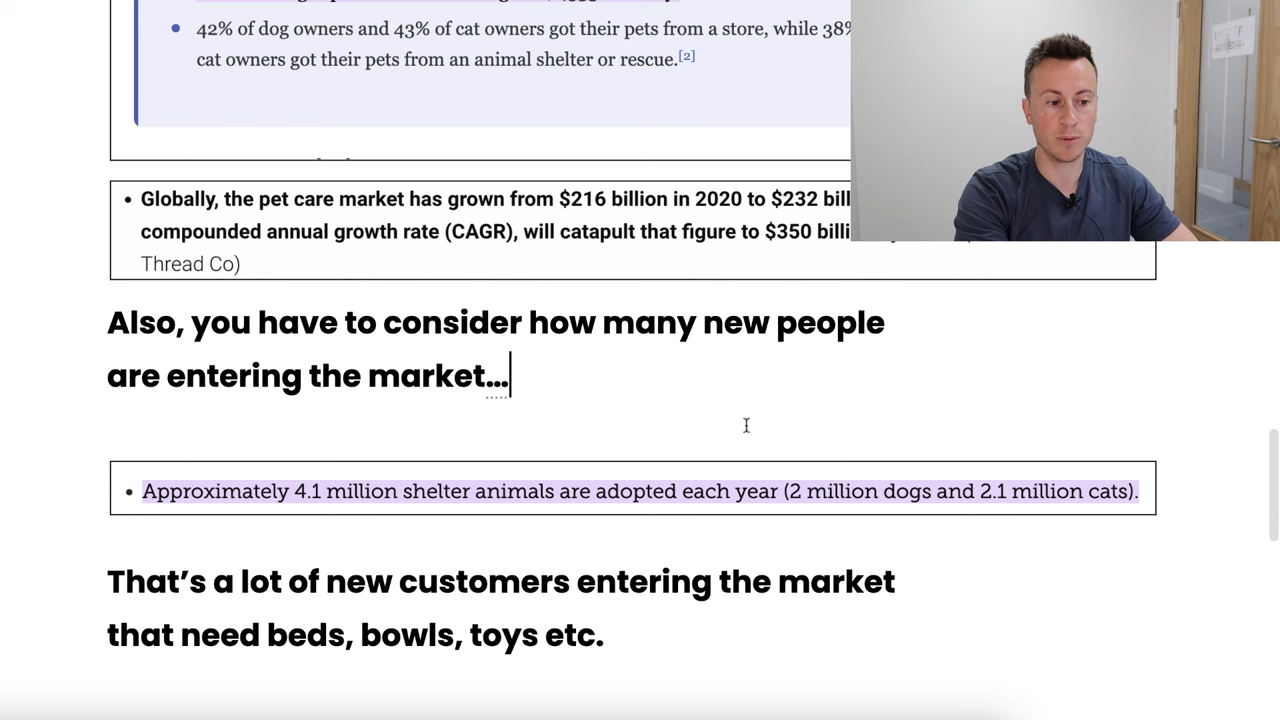 42% of dog owners and 43% of cat owners got their pets from a store, while 38%
cat owners got their pets from an animal shelter or rescue.[2]
• Globally, the pet care market has grown from $216 billion in 2020 to $232 bill
compounded annual growth rate (CAGR), will catapult that figure to $350 billi
Thread Co)
Also, you have to consider how many new people
are entering the market...
• Approximately 4.1 million shelter animals are adopted each year (2 million dogs and 2.1 million cats).
That's a lot of new customers entering the market
that need beds, bowls, toys etc.